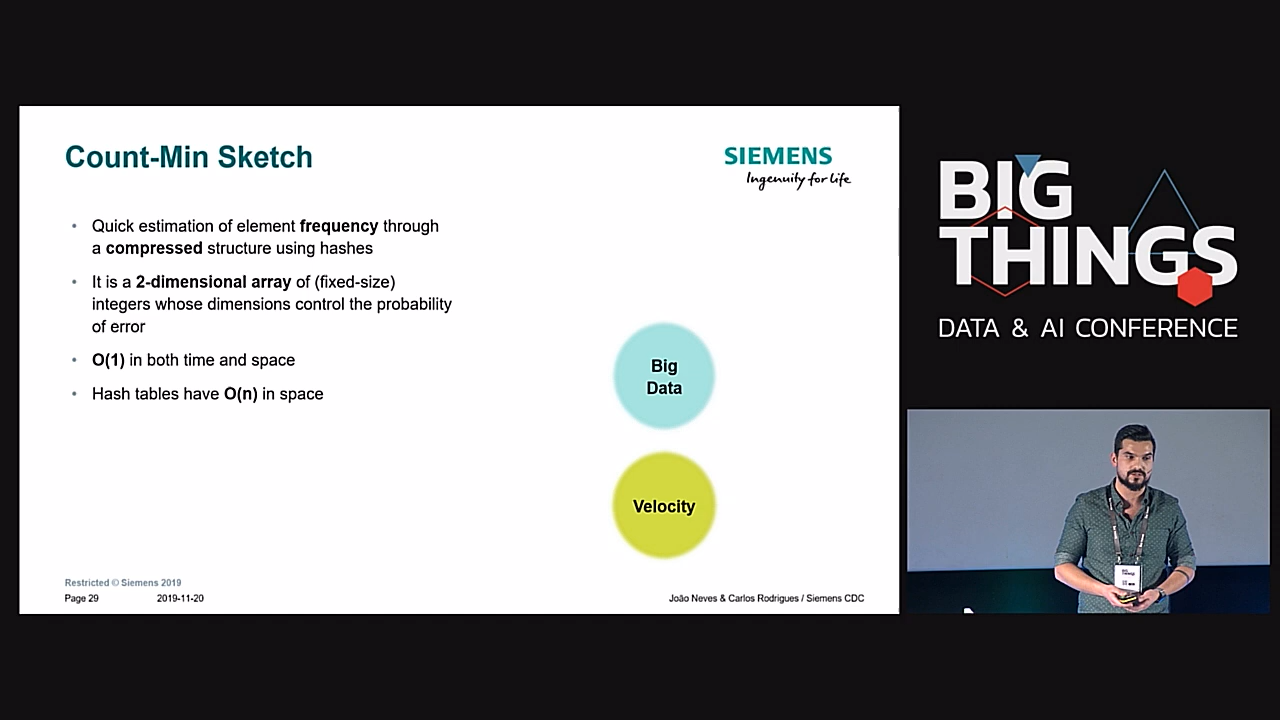 Count-Min Sketch
SIEMENS
Ingenuity for life
• Quick estimation of element frequency through
a compressed structure using hashes
• It is a 2-dimensional array of (fixed-size)
integers whose dimensions control the probability
of error
• O(1) in both time and space
• Hash tables have O(n) in space
Big
Data
Velocity
Restricted © Siemens 2019
Page 29
2019-11-20
João Neves & Carlos Rodrigues / Siemens CDC
BIG
THINGS
DATA & AI CONFERENCE
BIG
THINGS